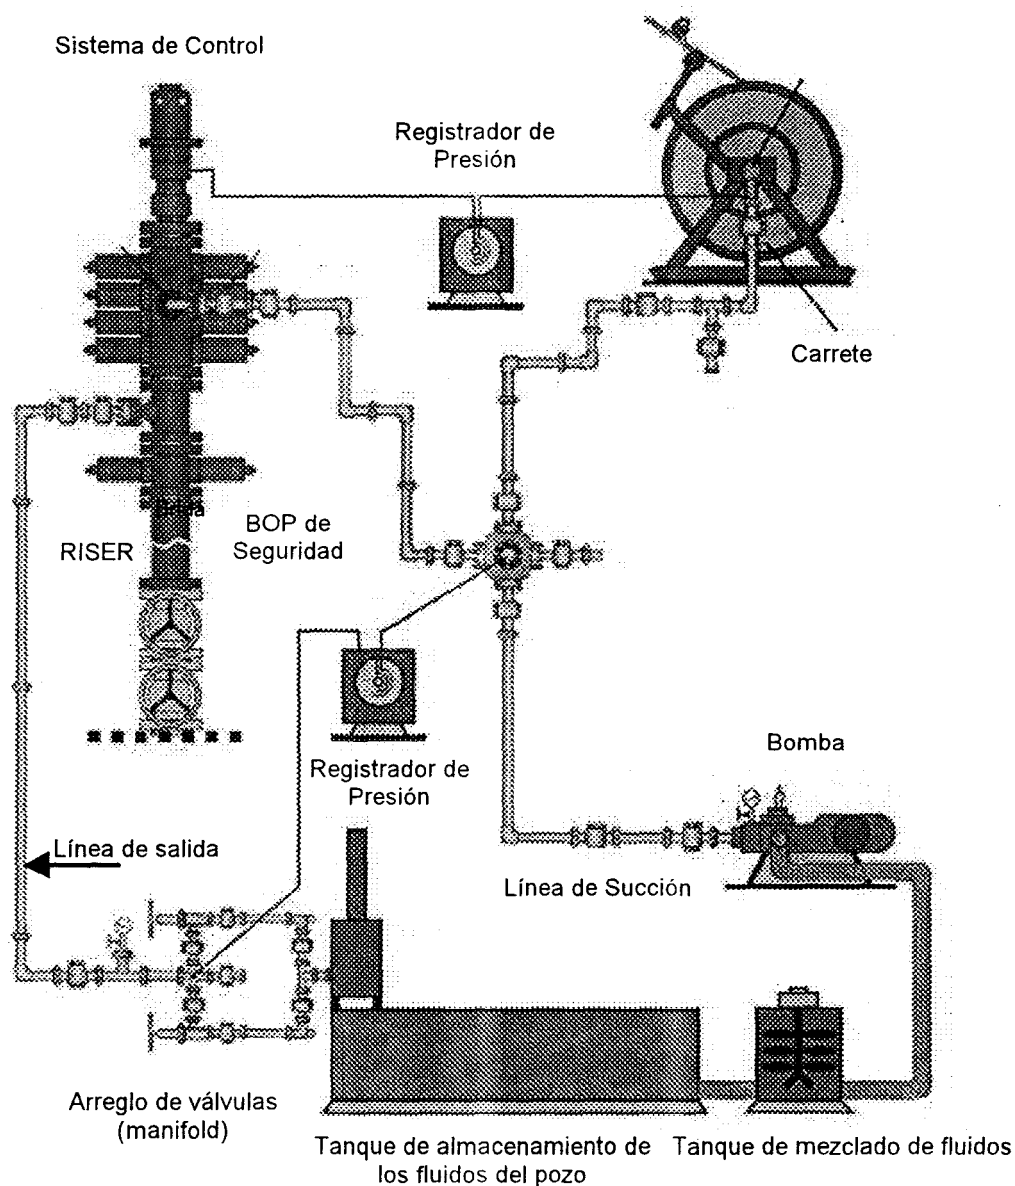 Sistema de Control
Registrador de
Presión
Carrete
BOP de
Seguridad
RISER
Registrador de
Presión
Bomba
Línea de salida
Línea de Succión
Arreglo de válvulas
(manifold)
Tanque de almacenamiento de
los fluidos del pozo
Tanque de mezclado de fluidos